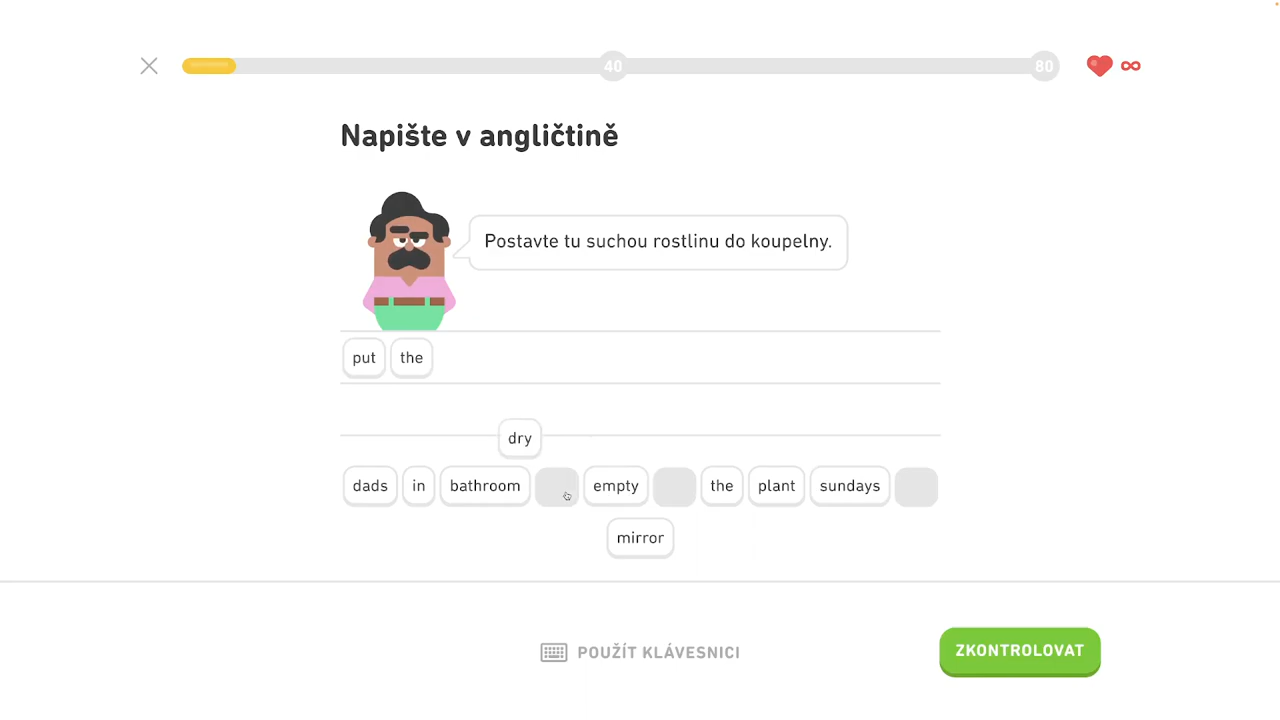 40 80
Napište v angličtině
Postavte tu suchou rostlinu do koupelny.
put the
dry
dads in bathroom empty the plant sundays
mirror
POUŽÍT KLÁVESNICI ZKONTROLOVAT